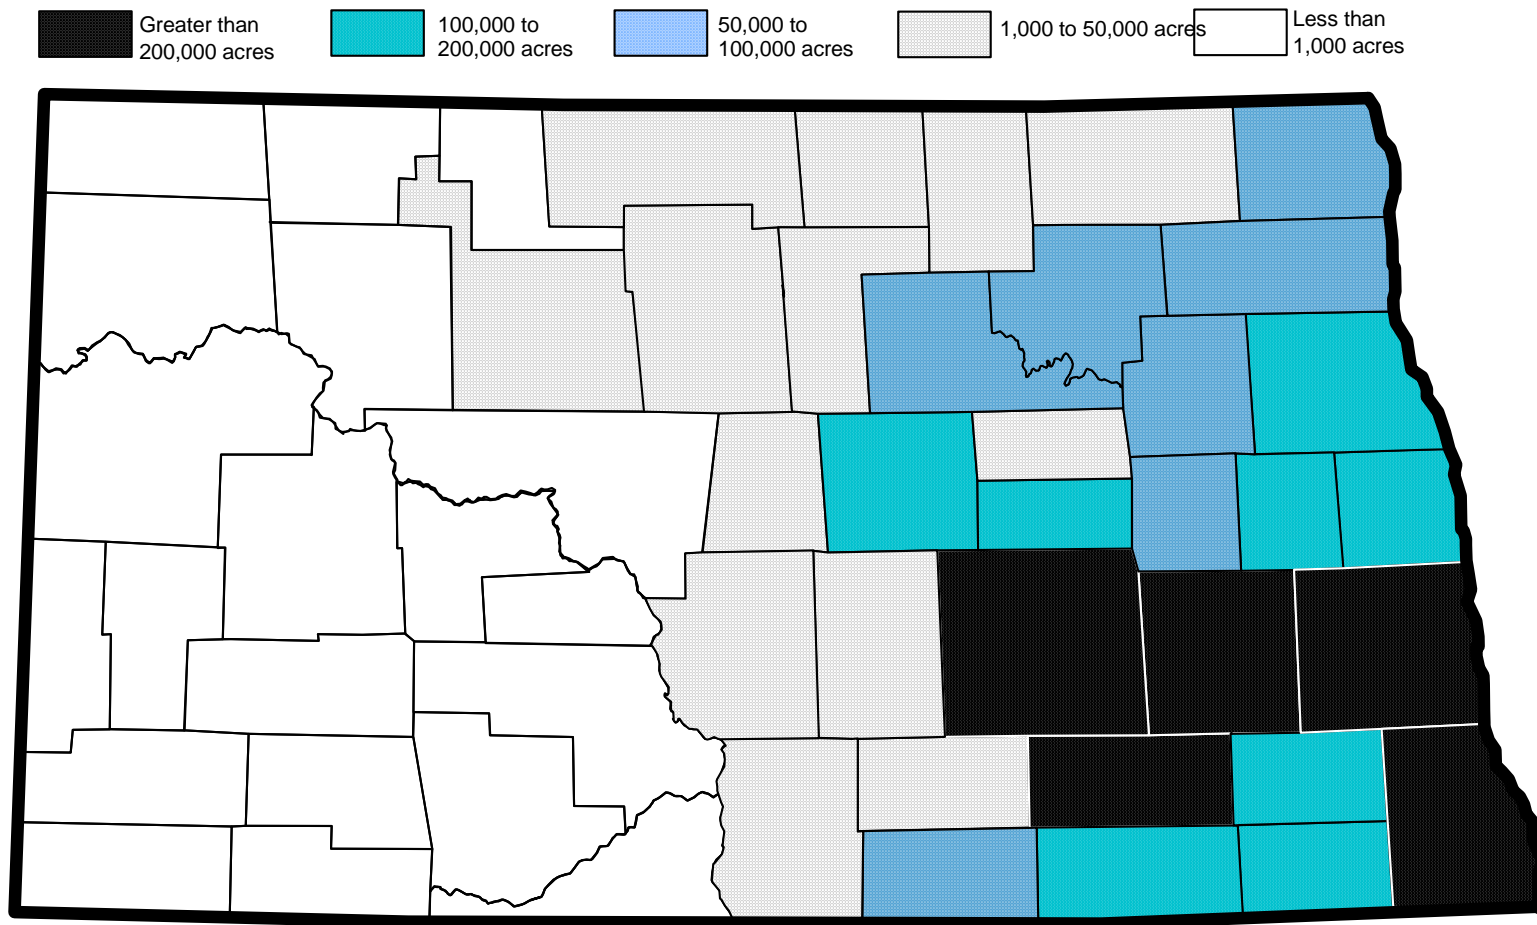 Greater than
200,000 acres
100,000 to
200,000 acres
50,000 to
100,000 acres
1,000 to 50,000 acres
Less than
1,000 acres